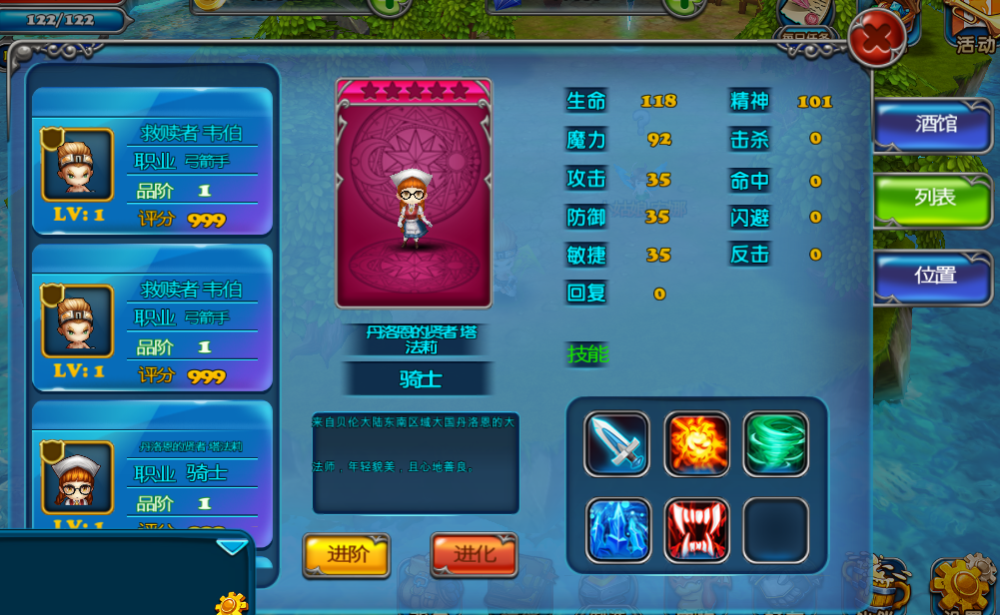 122/122
每日任务
活动
救赎者 韦伯
职业 弓箭手
品阶 1
LV: 1
评分 999
救赎者 韦伯
职业 弓箭手
品阶 1
LV: 1
评分 999
丹洛恩的贤者 塔法莉
职业 骑士
品阶 1
LV: 1
评分 999
丹洛恩的贤者 塔
法莉
骑士
来自贝伦大陆东南区域大国丹洛恩的大
法师，年轻貌美，且心地善良。
进阶
进化
生命 118 精神 101
魔力 92 击杀 0
攻击 35 命中 0
防御 35 闪避 0
敏捷 35 反击 0
回复 0
技能
酒馆
列表
位置